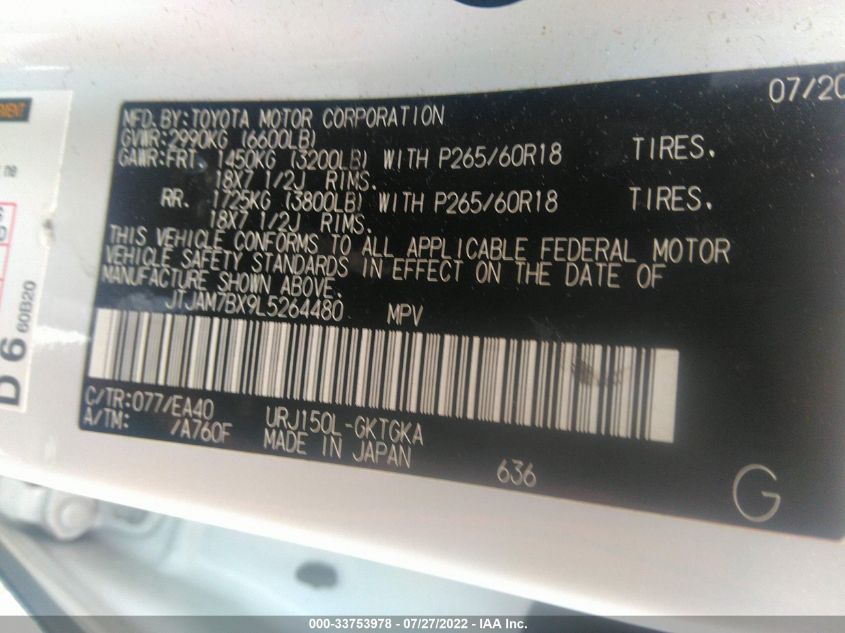 07/20
MFD.BY:TOYOTA MOTOR CORPORATION
GVWR:2990KG (6600LB)
GAWR:FRT. 1450KG (3200LB) WITH P265/60R18 TIRES.
18X7 1/2J RIMS.
RR. 1725KG (3800LB) WITH P265/60R18 TIRES.
18X7 1/2J RIMS.
THIS VEHICLE CONFORMS TO ALL APPLICABLE FEDERAL MOTOR
VEHICLE SAFETY STANDARDS IN EFFECT ON THE DATE OF
MANUFACTURE SHOWN ABOVE.
JTJAM7BX9L5264480 MPV
C/TR:077/EA40 URJ150L-GKTGKA
A/TM: /A760F MADE IN JAPAN
636
G
D6 60B20
000-33753978 - 07/27/2022 - IMPACT AUTO AUCTIONS